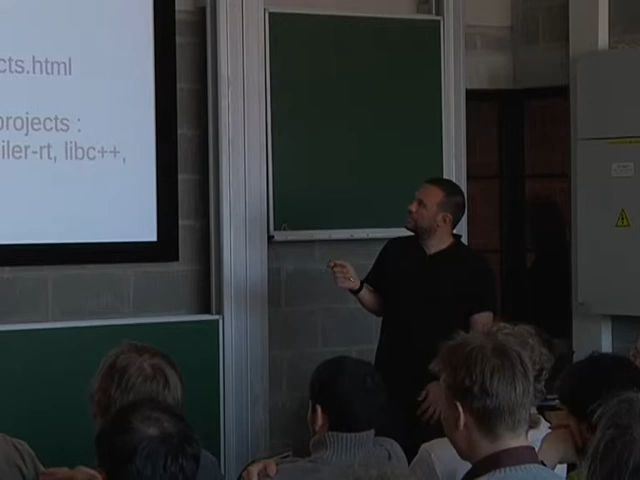 cts.html
projects :
iler-rt, libc++,